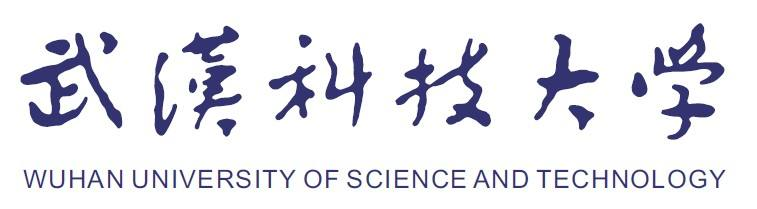 武漢科技大学
WUHAN UNIVERSITY OF SCIENCE AND TECHNOLOGY